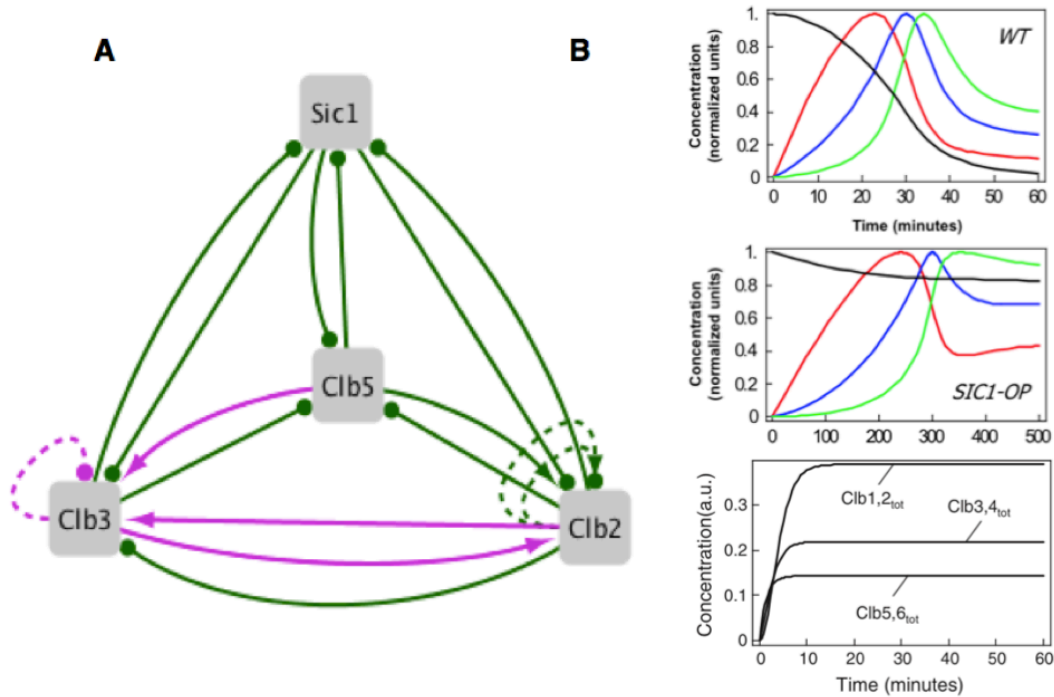 A
B
Sic1
Clb5
Clb3
Clb2
Concentration
(normalized units)
1.
0.8
0.6
0.4
0.2
0
WT
0 10 20 30 40 50 60
Time (minutes)
Concentration
(normalized units)
1.
0.8
0.6
0.4
0.2
0
SIC1-OP
0 100 200 300 400 500
Concentration(a.u.)
0.3
0.2
0.1
0
Clb1,2tot
Clb3,4tot
Clb5,6tot
0 10 20 30 40 50 60
Time (minutes)